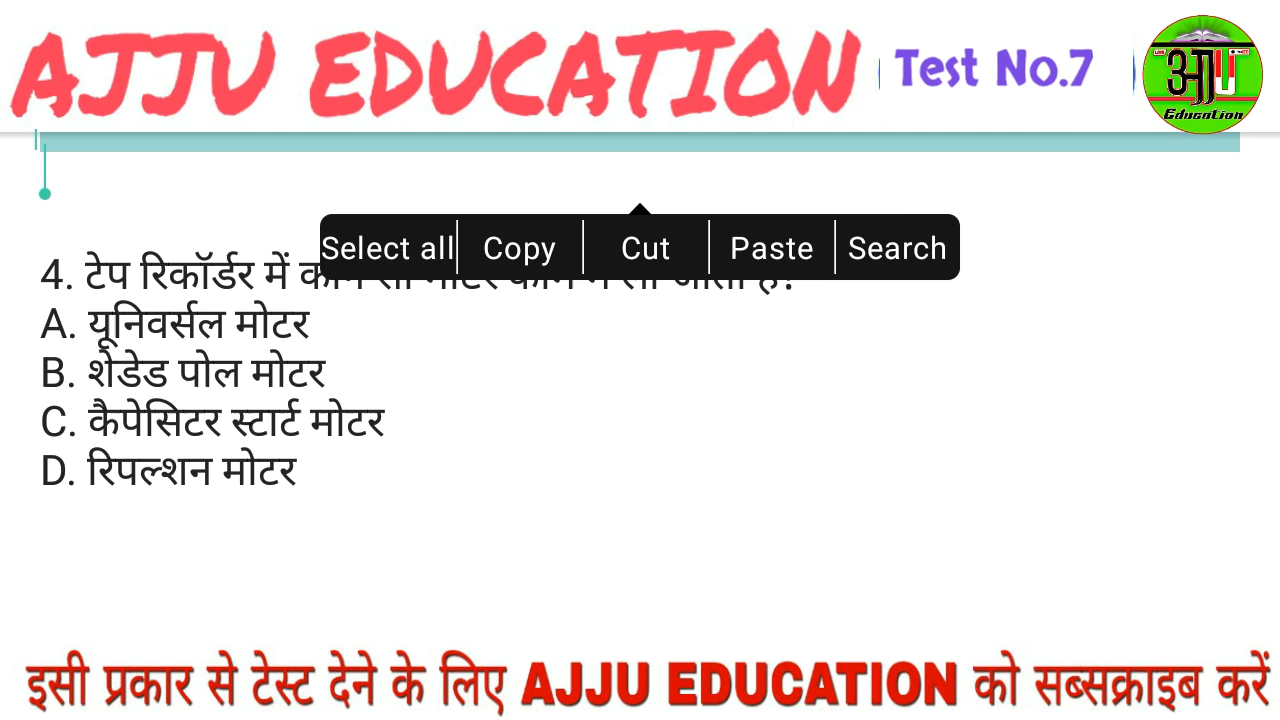 AJJU EDUCATION
Test No.7
आJJU
Education
Select all Copy Cut Paste Search
4. टेप रिकॉर्डर में
A. यूनिवर्सल मोटर
B. शेडेड पोल मोटर
C. कैपेसिटर स्टार्ट मोटर
D. रिपल्शन मोटर
इसी प्रकार से टेस्ट देने के लिए AJJU EDUCATION को सब्सक्राइब करें